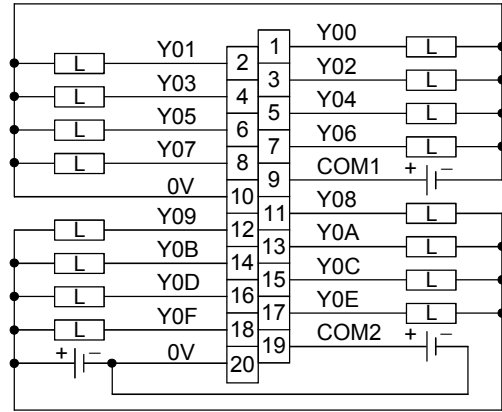 1 Y00 L
L Y01 2
3 Y02 L
L Y03 4
5 Y04 L
L Y05 6
7 Y06 L
L Y07 8
9 COM1 + −
0V 10
11 Y08 L
L Y09 12
13 Y0A L
L Y0B 14
15 Y0C L
L Y0D 16
17 Y0E L
L Y0F 18
19 COM2 + −
+ − 0V 20